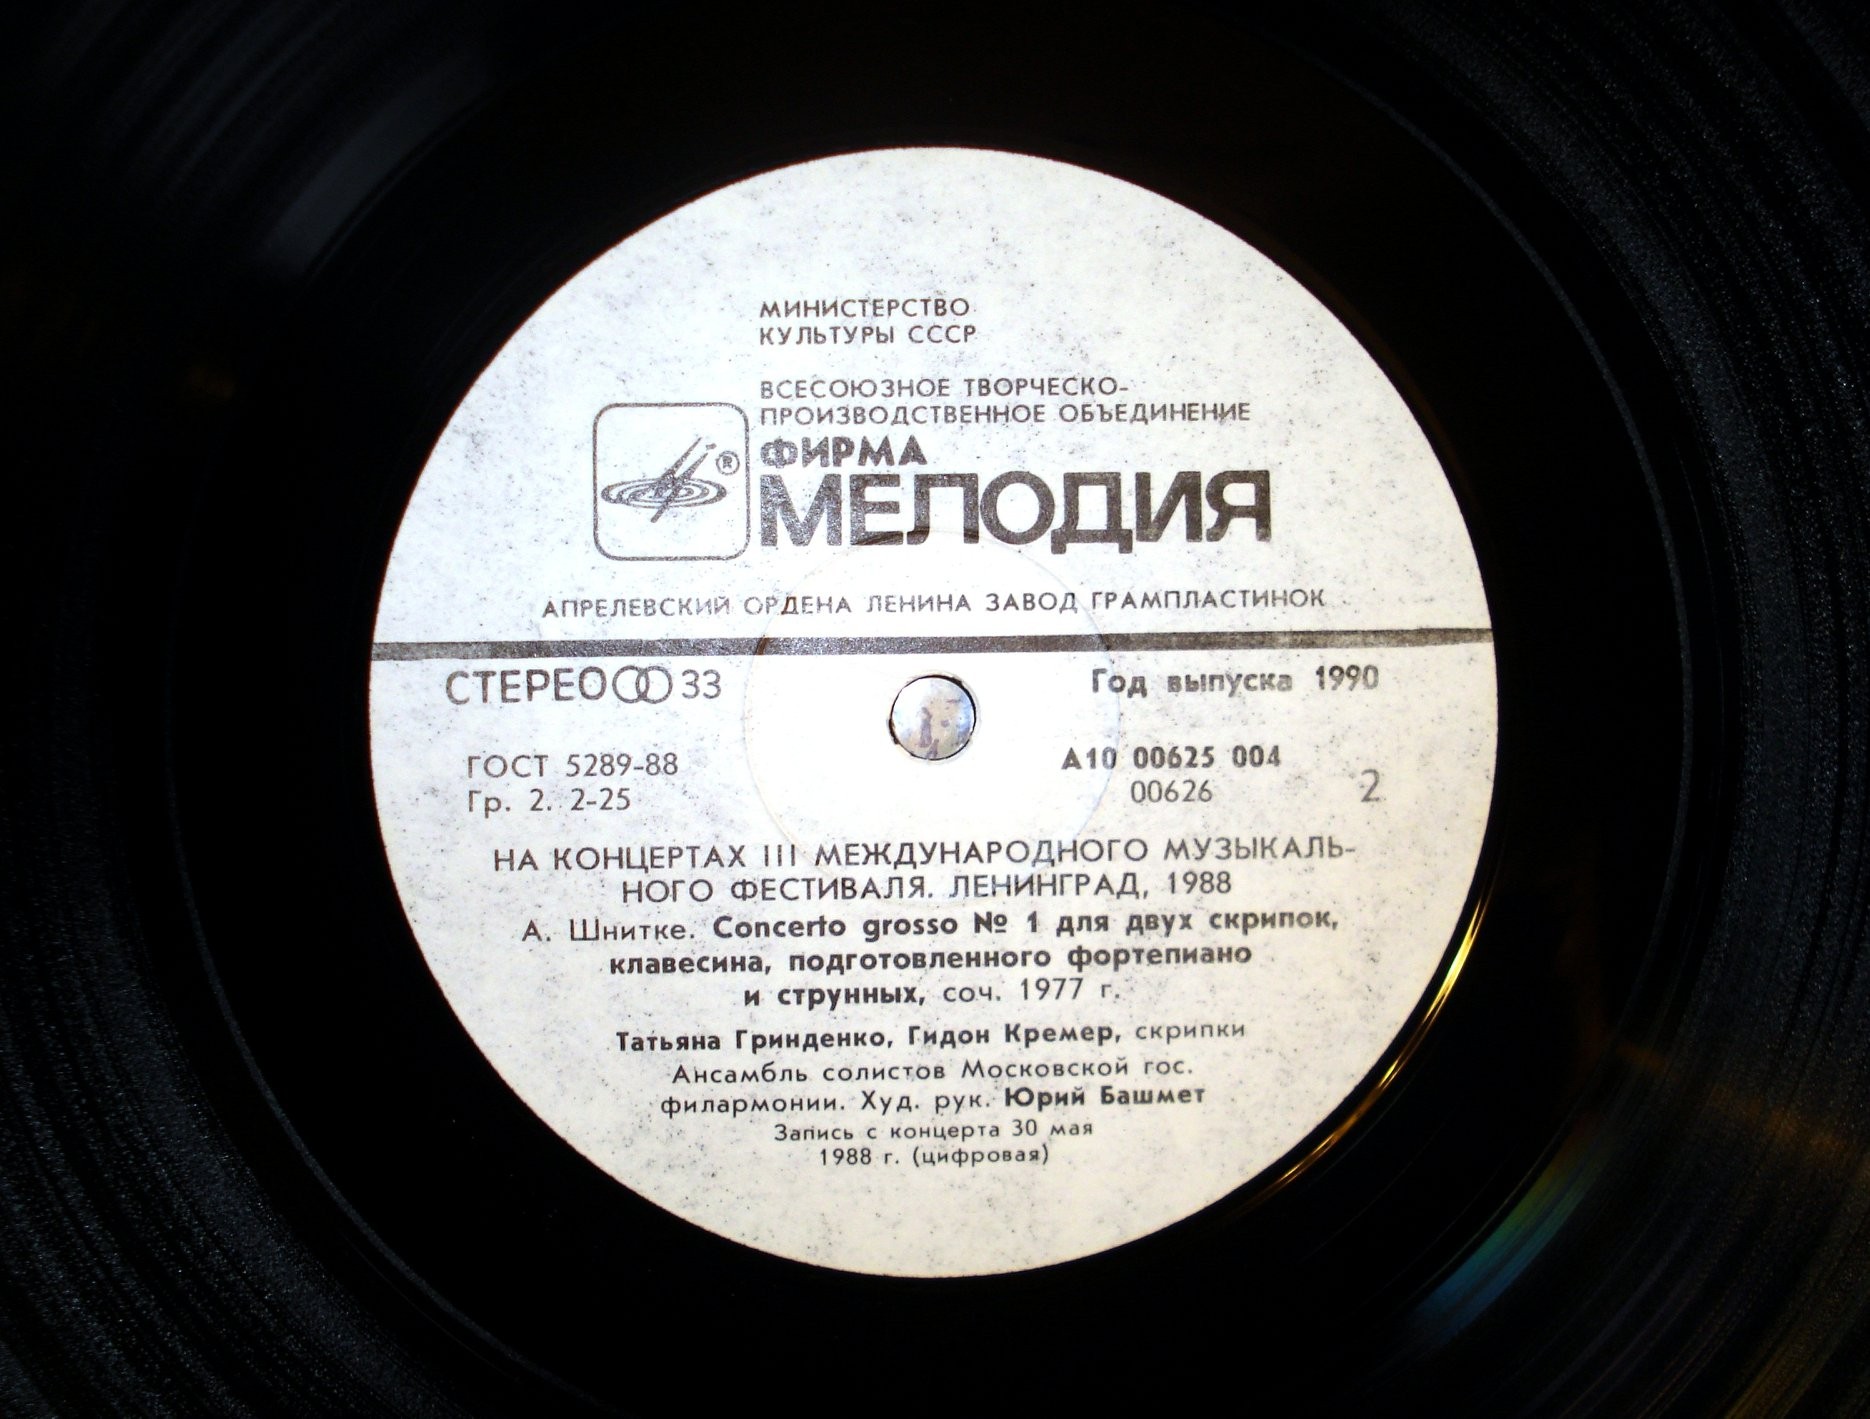 МИНИСТЕРСТВО
КУЛЬТУРЫ СССР
ВСЕСОЮЗНОЕ ТВОРЧЕСКО-
ПРОИЗВОДСТВЕННОЕ ОБЪЕДИНЕНИЕ
®
ФИРМА
МЕЛОДИЯ
АПРЕЛЕВСКИЙ ОРДЕНА ЛЕНИНА ЗАВОД ГРАМПЛАСТИНОК
СТЕРЕО 33
Год выпуска 1990
ГОСТ 5289-88
Гр. 2. 2-25
А10 00625 004
00626
2
НА КОНЦЕРТАХ III МЕЖДУНАРОДНОГО МУЗЫКАЛЬ-
НОГО ФЕСТИВАЛЯ. ЛЕНИНГРАД, 1988
А. Шнитке. Concerto grosso № 1 для двух скрипок,
клавесина, подготовленного фортепиано
и струнных, соч. 1977 г.
Татьяна Гринденко, Гидон Кремер, скрипки
Ансамбль солистов Московской гос.
филармонии. Худ. рук. Юрий Башмет
Запись с концерта 30 мая
1988 г. (цифровая)